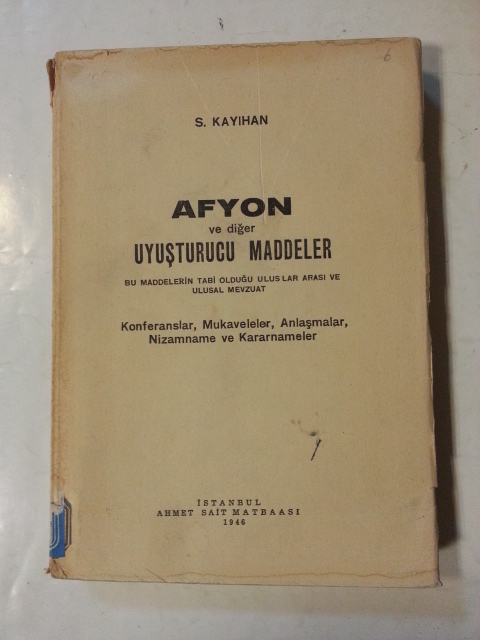 6
S. KAYIHAN
AFYON
ve diğer
UYUŞTURUCU MADDELER
BU MADDELERİN TABİ OLDUĞU ULUSLAR ARASI VE
ULUSAL MEVZUAT
Konferanslar, Mukaveleler, Anlaşmalar,
Nizamname ve Kararnameler
İSTANBUL
AHMET SAİT MATBAASI
1946